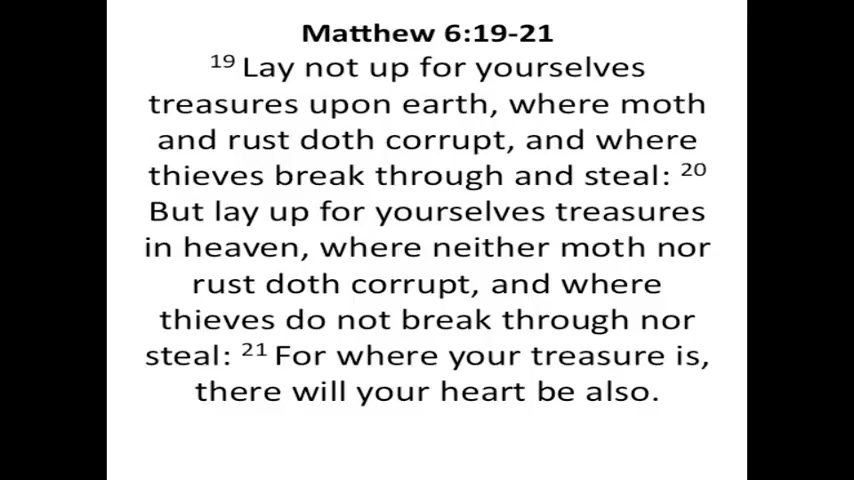 Matthew 6:19-21
19 Lay not up for yourselves
treasures upon earth, where moth
and rust doth corrupt, and where
thieves break through and steal: 20
But lay up for yourselves treasures
in heaven, where neither moth nor
rust doth corrupt, and where
thieves do not break through nor
steal: 21 For where your treasure is,
there will your heart be also.